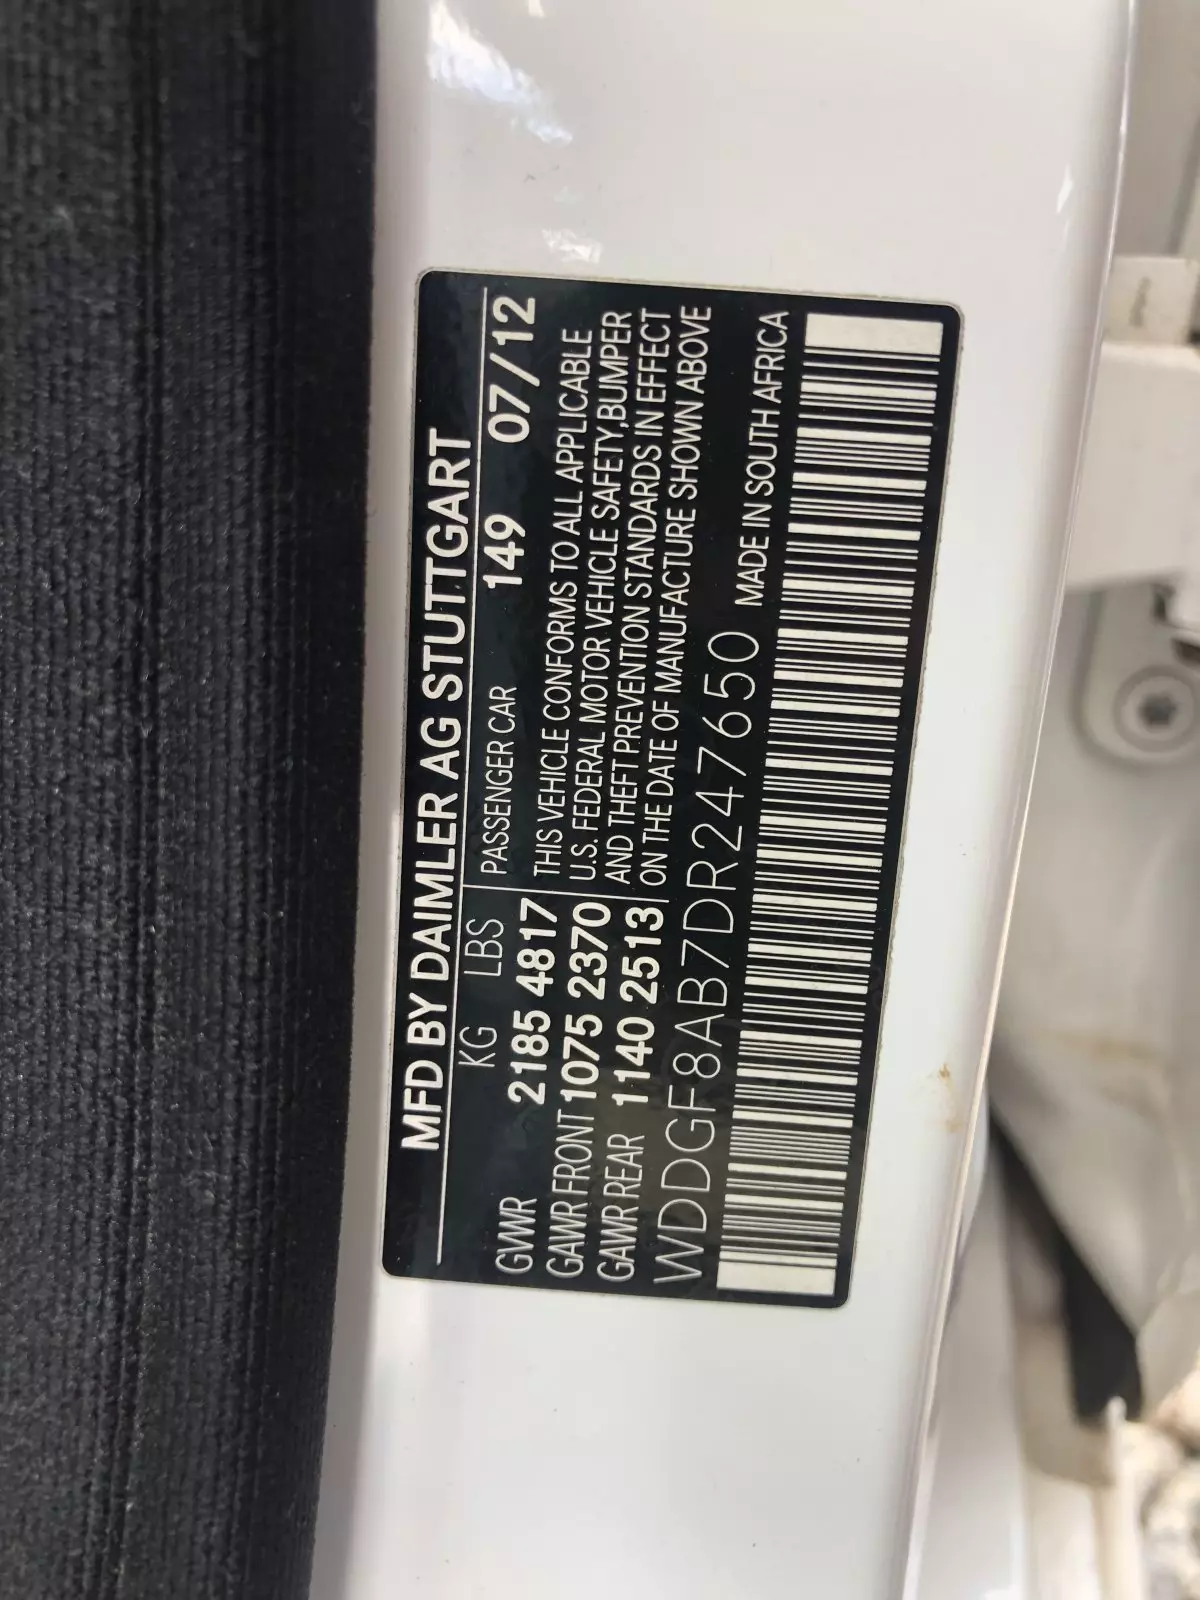 MFD BY DAIMLER AG STUTTGART
KG LBS PASSENGER CAR 149 07/12
GWWR 2185 4817 THIS VEHICLE CONFORMS TO ALL APPLICABLE
GAWR FRONT 1075 2370 U.S. FEDERAL MOTOR VEHICLE SAFETY,BUMPER
GAWR REAR 1140 2513 AND THEFT PREVENTION STANDARDS IN EFFECT
ON THE DATE OF MANUFACTURE SHOWN ABOVE
WDDGF8AB7DR247650 MADE IN SOUTH AFRICA